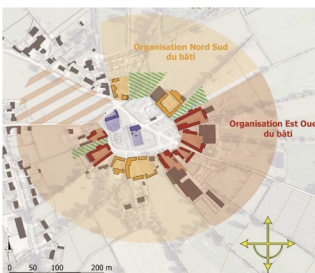 Organisation Nord Sud
du bâti
Organisation Est Oue
du bâti
0 50 100 200 m